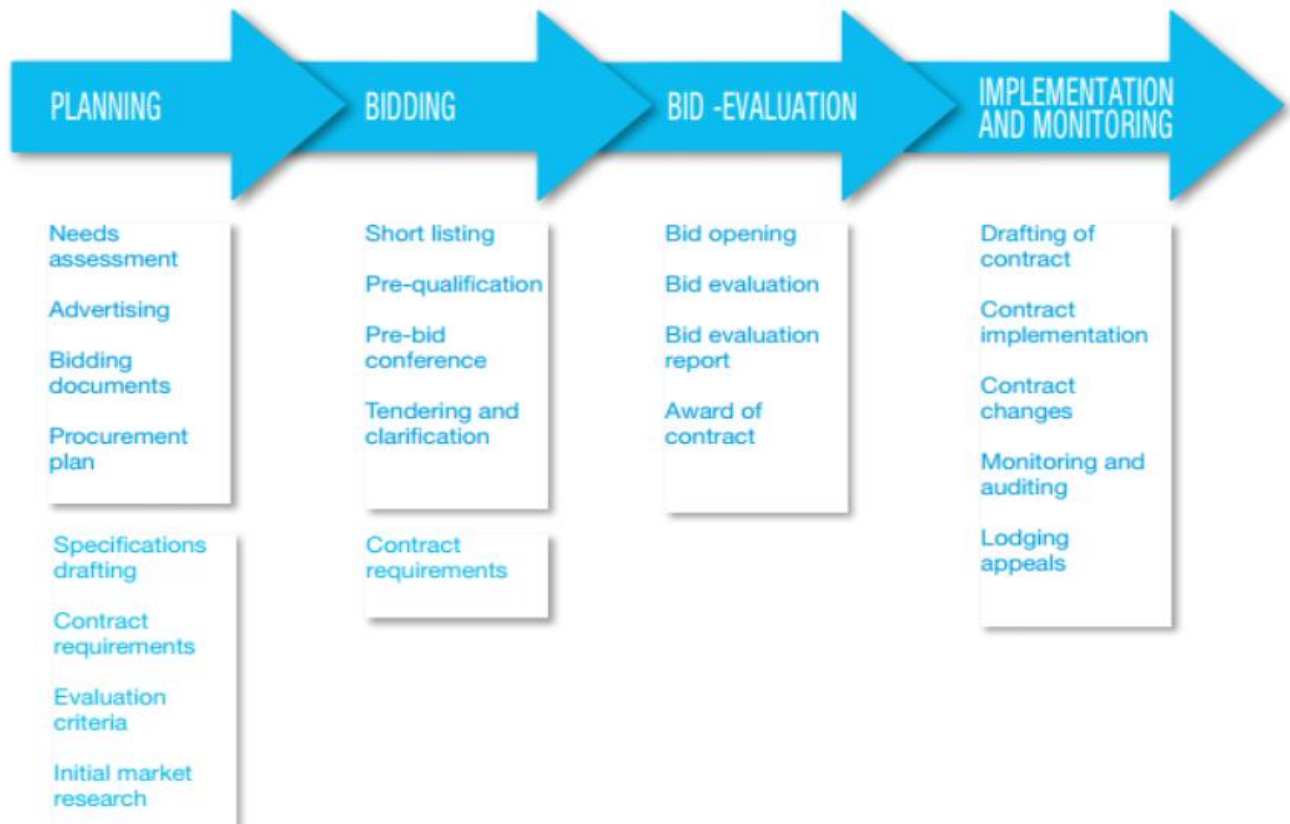 PLANNING
BIDDING
BID -EVALUATION
IMPLEMENTATION
AND MONITORING
Needs
assessment
Advertising
Bidding
documents
Procurement
plan
Specifications
drafting
Contract
requirements
Evaluation
criteria
Initial market
research
Short listing
Pre-qualification
Pre-bid
conference
Tendering and
clarification
Contract
requirements
Bid opening
Bid evaluation
Bid evaluation
report
Award of
contract
Drafting of
contract
Contract
implementation
Contract
changes
Monitoring and
auditing
Lodging
appeals